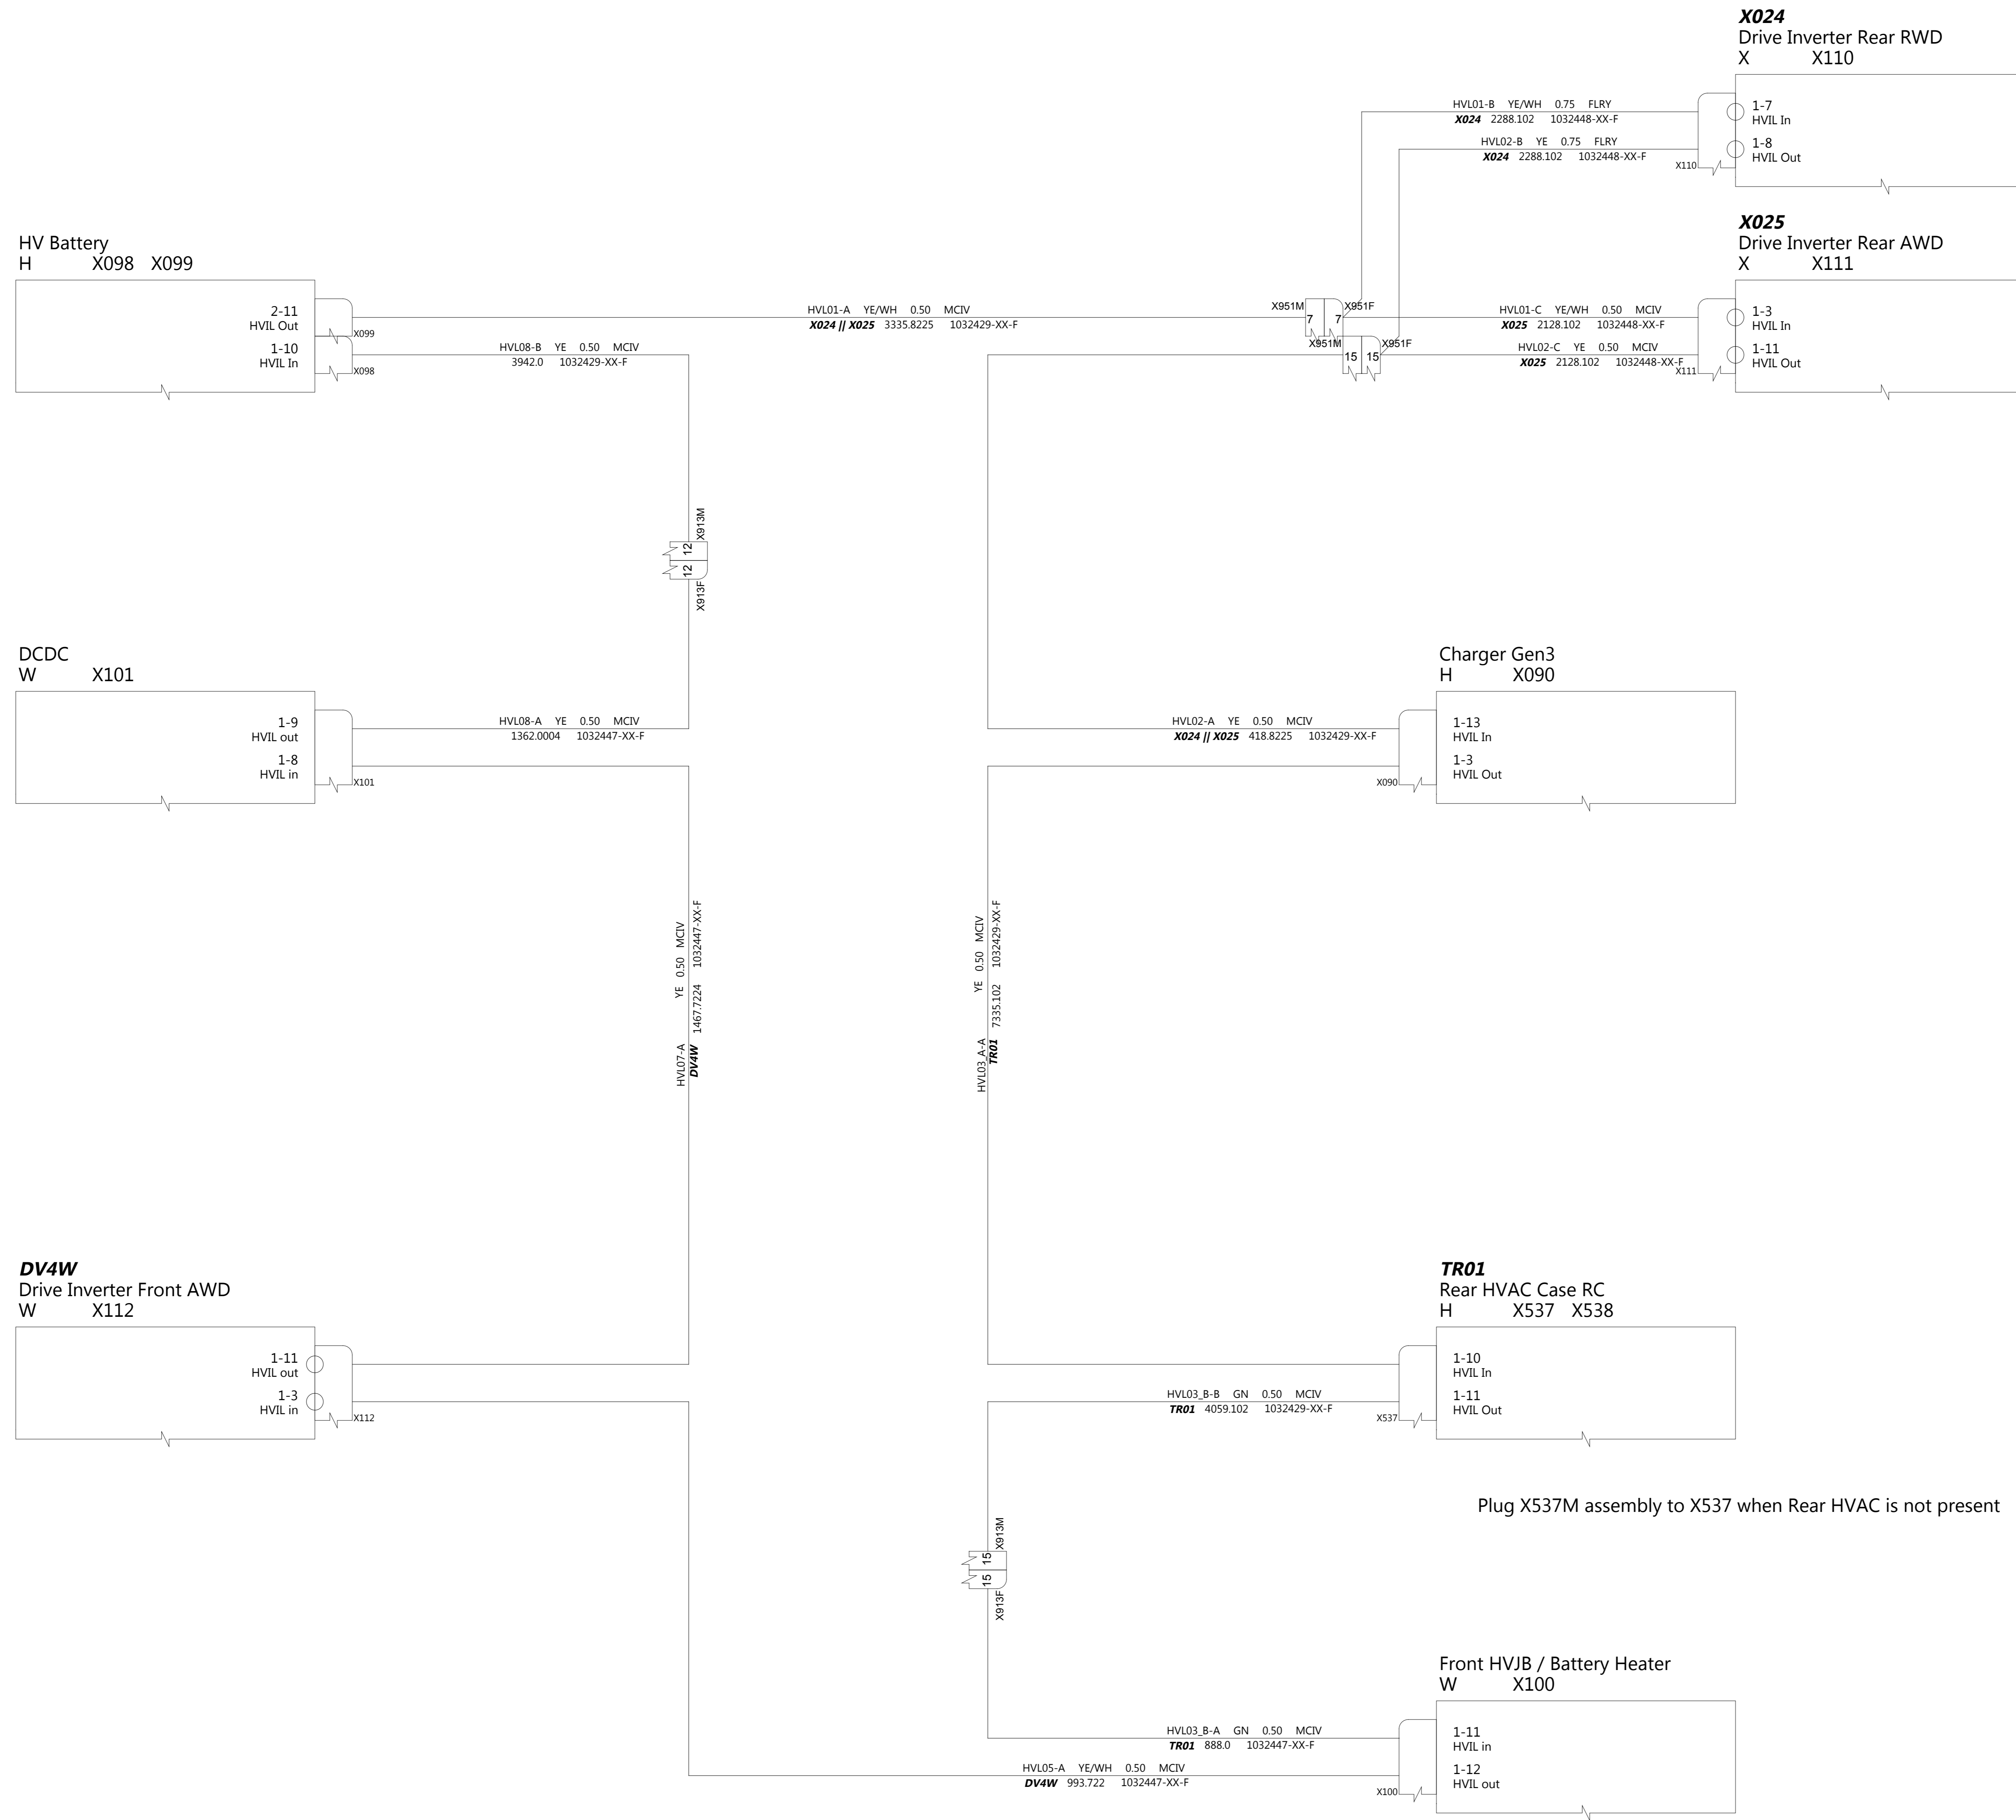 X024
Drive Inverter Rear RWD
X X110
HVL01-B YE/WH 0.75 FLRY
X024 2288.102 1032448-XX-F
1-7
HVIL In
HVL02-B YE 0.75 FLRY
X024 2288.102 1032448-XX-F
1-8
HVIL Out
X110
X025
Drive Inverter Rear AWD
X X111
HV Battery
H X098 X099
2-11
HVIL Out
X099
1-10
HVIL In
X098
HVL01-A YE/WH 0.50 MCIV
X024 || X025 3335.8225 1032429-XX-F
HVL08-B YE 0.50 MCIV
3942.0 1032429-XX-F
X951M X951F
7 7
X951M X951F
15 15
HVL01-C YE/WH 0.50 MCIV
X025 2128.102 1032448-XX-F
HVL02-C YE 0.50 MCIV
X025 2128.102 1032448-XX-F
X111
1-3
HVIL In
1-11
HVIL Out
X913M
12
12
X913F
DCDC
W X101
1-9
HVIL out
1-8
HVIL in
X101
HVL08-A YE 0.50 MCIV
1362.0004 1032447-XX-F
Charger Gen3
H X090
HVL02-A YE 0.50 MCIV
X024 || X025 418.8225 1032429-XX-F
1-13
HVIL In
1-3
HVIL Out
X090
HVL07-A YE 0.50 MCIV
DV4W 1467.7224 1032447-XX-F
HVL03_A-A YE 0.50 MCIV
TR01 7335.102 1032429-XX-F
DV4W
Drive Inverter Front AWD
W X112
1-11
HVIL out
1-3
HVIL in
X112
TR01
Rear HVAC Case RC
H X537 X538
1-10
HVIL In
1-11
HVIL Out
HVL03_B-B GN 0.50 MCIV
TR01 4059.102 1032429-XX-F
X537
Plug X537M assembly to X537 when Rear HVAC is not present
X913M
15
15
X913F
Front HVJB / Battery Heater
W X100
HVL03_B-A GN 0.50 MCIV
TR01 888.0 1032447-XX-F
1-11
HVIL in
HVL05-A YE/WH 0.50 MCIV
DV4W 993.722 1032447-XX-F
1-12
HVIL out
X100